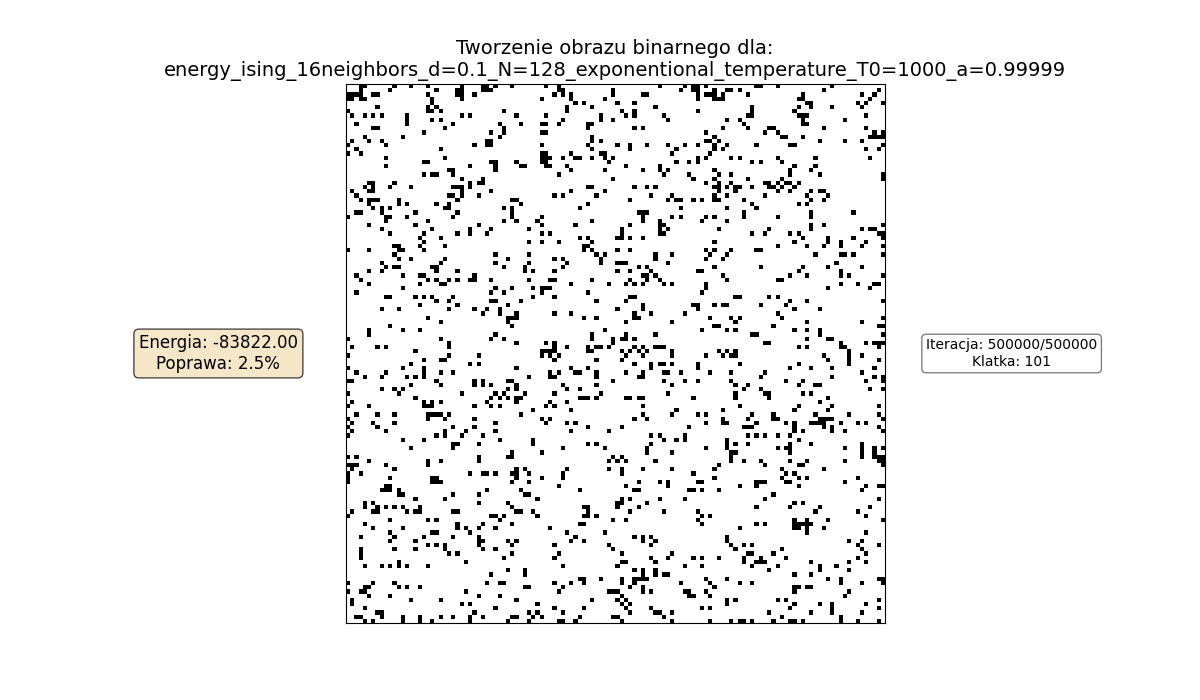 Tworzenie obrazu binarnego dla:
energy_ising_16neighbors_d=0.1_N=128_exponentional_temperature_T0=1000_a=0.99999
Energia: -83822.00
Poprawa: 2.5%
Iteracja: 500000/500000
Klatka: 101